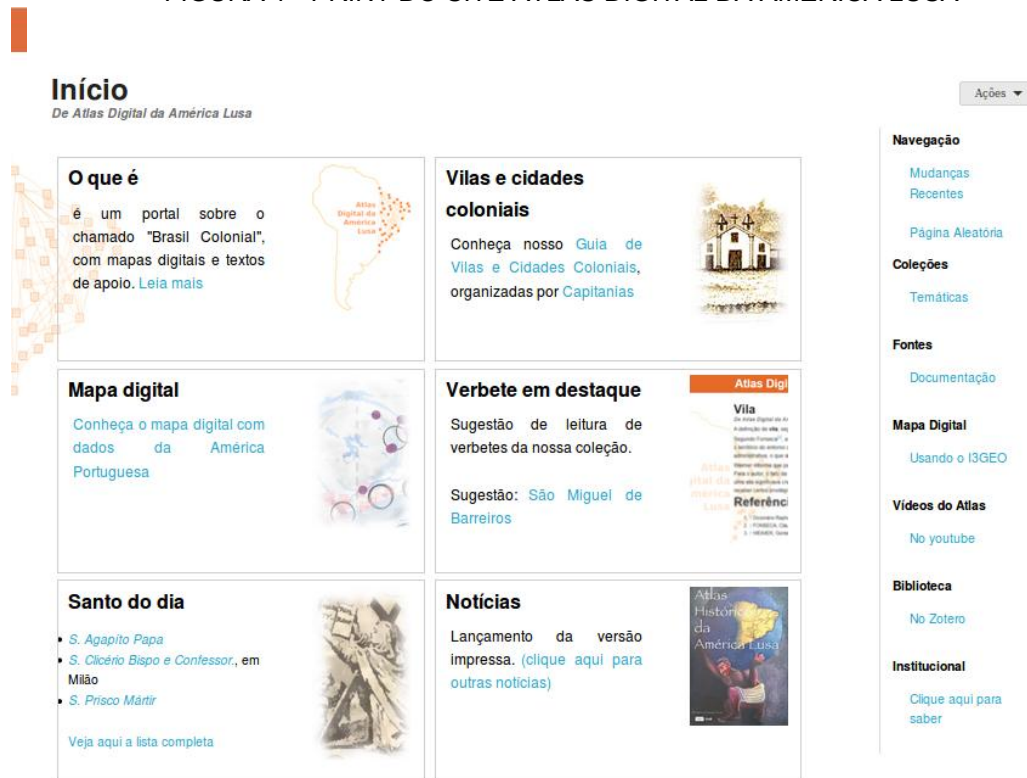 Início
De Atlas Digital da América Lusa
Ações
O que é
é um portal sobre o
chamado "Brasil Colonial",
com mapas digitais e textos
de apoio. Leia mais
Atlas
Digital da
América
Lusa
Vilas e cidades
coloniais
Conheça nosso Guia de
Vilas e Cidades Coloniais,
organizadas por Capitanias
Mapa digital
Conheça o mapa digital com
dados da América
Portuguesa
Verbete em destaque
Sugestão de leitura de
verbetes da nossa coleção.
Sugestão: São Miguel de
Barreiros
Atlas Digi
Vila
Referênc
Santo do dia
S. Agapito Papa
S. Clicério Bispo e Confessor., em
Milão
S. Prisco Mártir
Veja aqui a lista completa
Notícias
Lançamento da versão
impressa. (clique aqui para
outras noticias)
Atlas
Histórico
da
América Lusa
Navegação
Mudanças
Recentes
Página Aleatória
Coleções
Temáticas
Fontes
Documentação
Mapa Digital
Usando o I3GEO
Vídeos do Atlas
No youtube
Biblioteca
No Zotero
Institucional
Clique aqui para
saber